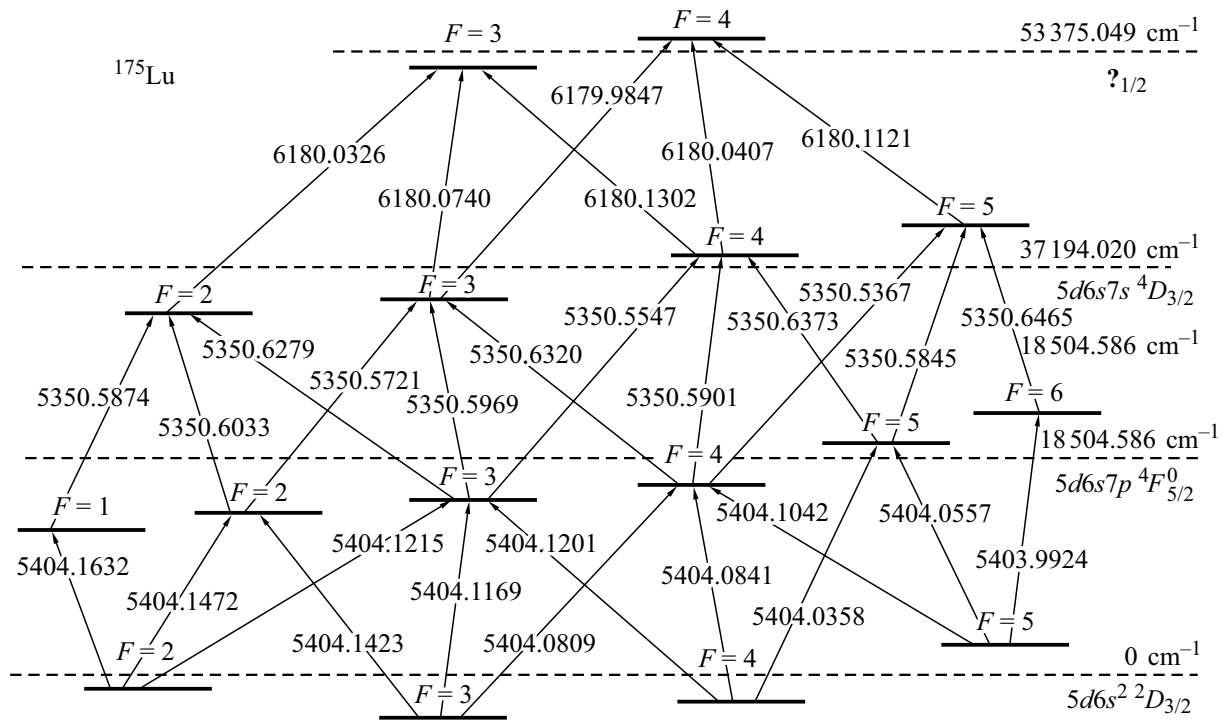 F = 3
F = 4
53 375.049 cm⁻¹
¹⁷⁵Lu
?₁/₂
6179.9847
6180.0326
6180.0407
6180.1121
6180.0740
6180.1302
F = 5
F = 4
37 194.020 cm⁻¹
F = 2
F = 3
5d6s7s ⁴D₃/₂
5350.5367
5350.5547
5350.6373
5350.6465
5350.6279
5350.6320
5350.5845
18 504.586 cm⁻¹
5350.5721
5350.5874
5350.5969
5350.5901
F = 6
5350.6033
F = 5
18 504.586 cm⁻¹
F = 4
F = 3
5d6s7p ⁴F⁰₅/₂
F = 1
F = 2
5404.1042
5404.0557
5404.1215
5404.1201
5403.9924
5404.1632
5404.1169
5404.0841
5404.1472
5404.0358
5404.1423
5404.0809
F = 5
F = 2
F = 4
0 cm⁻¹
F = 3
5d6s² ²D₃/₂